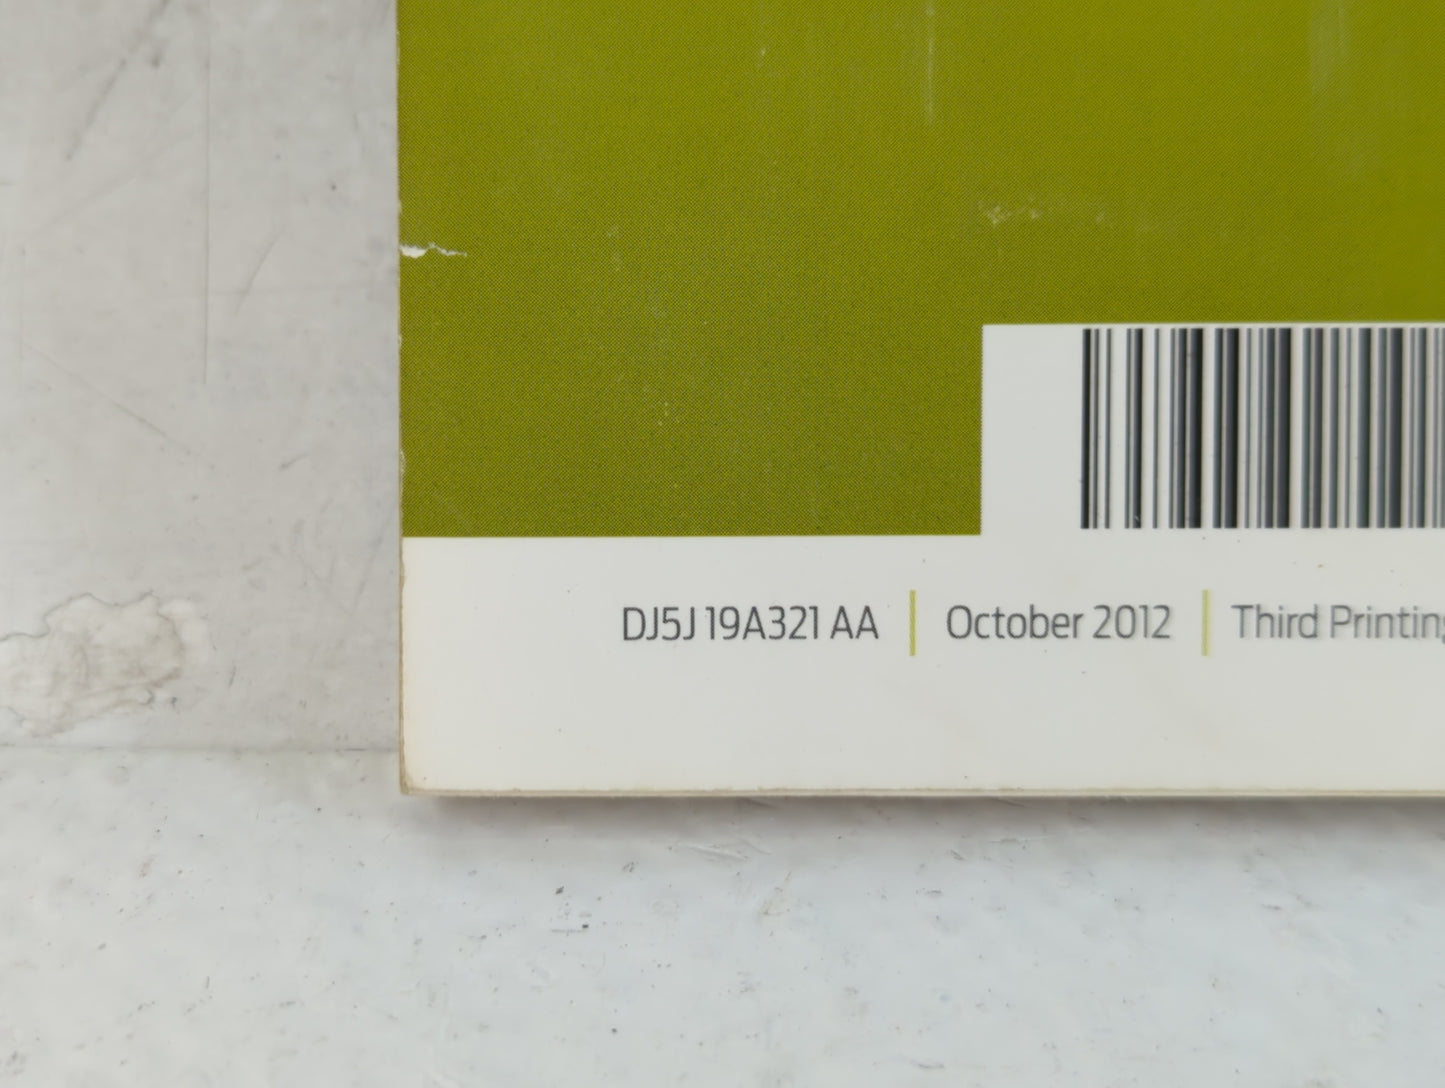 DJ5J 19A321 AA | October 2012 | Third Printing